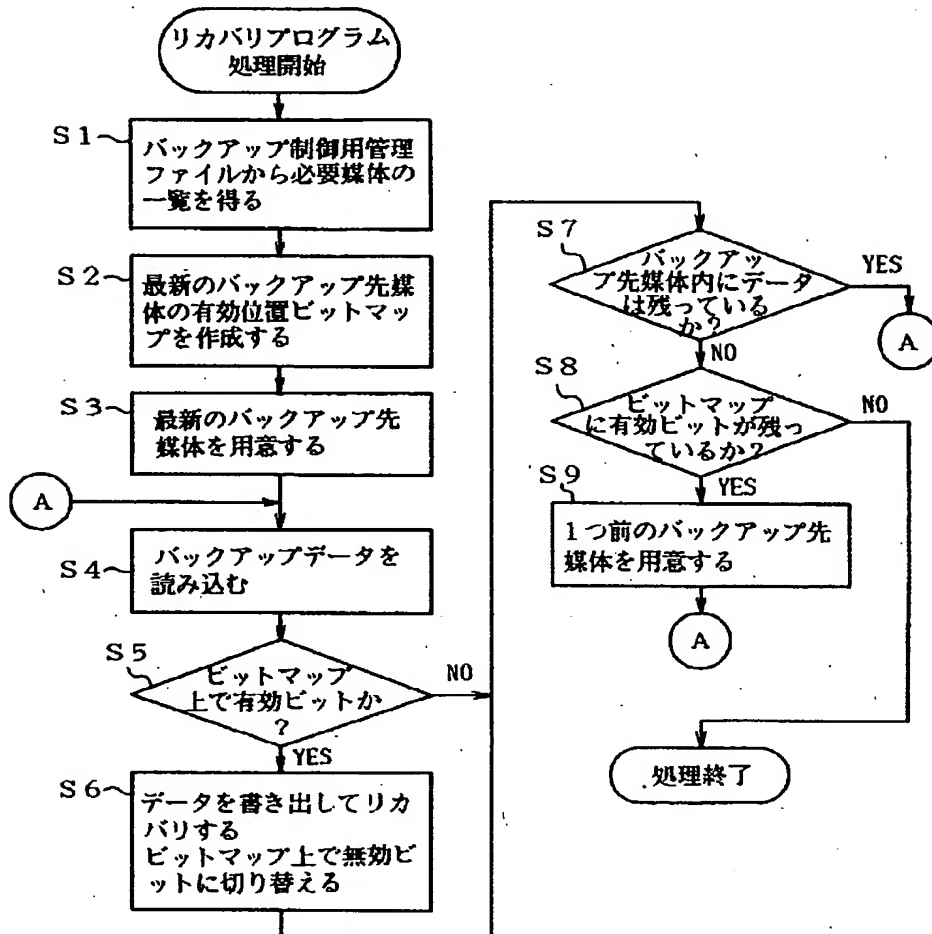 リカバリプログラム
処理開始
S1
バックアップ制御用管理
ファイルから必要媒体の
一覧を得る
S2
最新のバックアップ先媒
体の有効位置ビットマッ
プを作成する
S3
最新のバックアップ先
媒体を用意する
A
S4
バックアップデータを
読み込む
S5
ビットマップ
上で有効ビットか
?
NO
YES
S6
データを書き出してリカ
バリする
ビットマップ上で無効ビッ
トに切り替える
S7
バックアッ
プ先媒体内にデータ
は残っている
か?
YES
A
NO
S8
ビットマップ
に有効ビットが残っ
ているか?
NO
YES
S9
1つ前のバックアップ先
媒体を用意する
A
処理終了